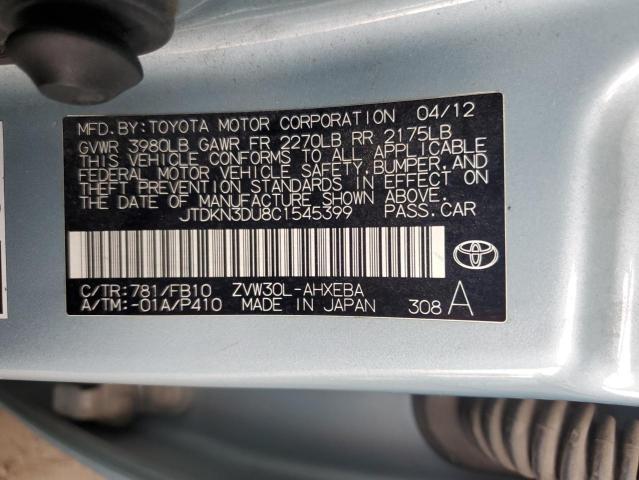 MFD. BY: TOYOTA MOTOR CORPORATION 04/12
GVWR 3980LB GAWR FR 2270LB RR 2175LB
THIS VEHICLE CONFORMS TO ALL APPLICABLE
FEDERAL MOTOR VEHICLE SAFETY, BUMPER, AND
THEFT PREVENTION STANDARDS IN EFFECT ON
THE DATE OF MANUFACTURE SHOWN ABOVE.
JTDKN3DU8C1545399 PASS. CAR
C/TR: 781/FB10 ZVW30L-AHXEBA
A/TM: -01A/P410 MADE IN JAPAN 308 A